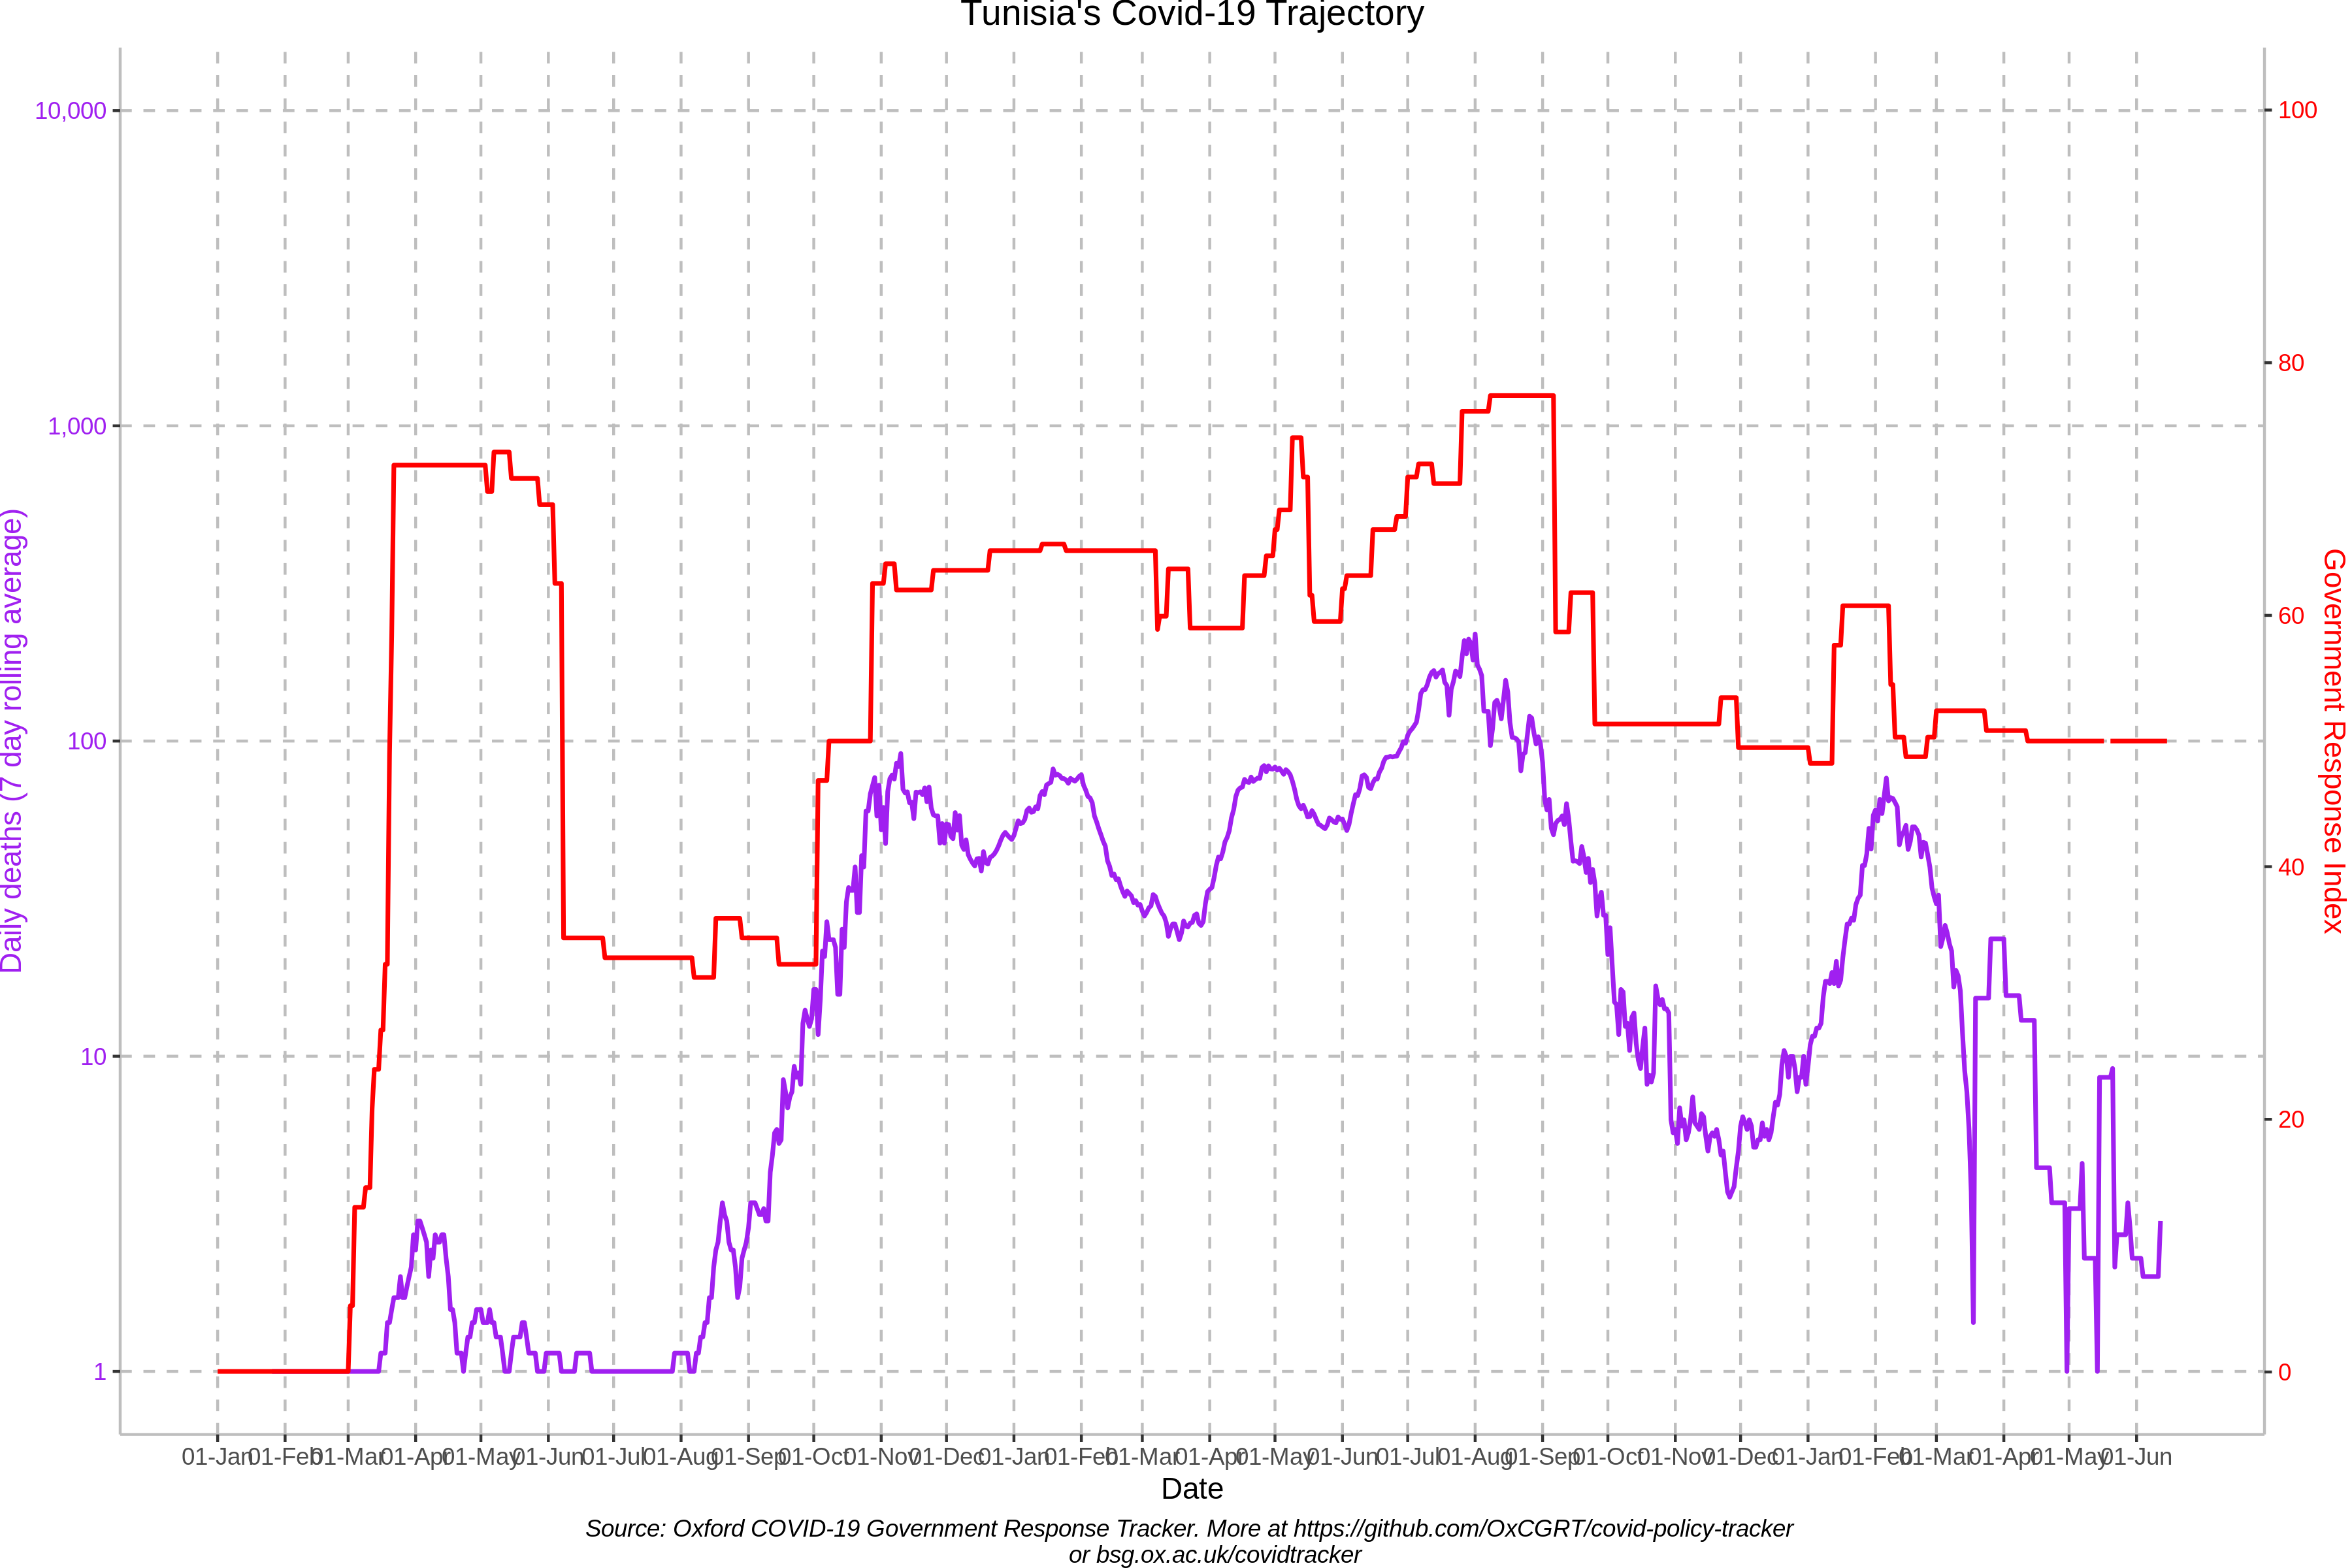 Tunisia's Covid-19 Trajectory
10,000
1,000
100
10
1
Daily deaths (7 day rolling average)
100
80
60
40
20
0
Government Response Index
01-Jan 01-Feb 01-Mar 01-Apr 01-May 01-Jun 01-Jul 01-Aug 01-Sep 01-Oct 01-Nov 01-Dec 01-Jan 01-Feb 01-Mar 01-Apr 01-May 01-Jun 01-Jul 01-Aug 01-Sep 01-Oct 01-Nov 01-Dec 01-Jan 01-Feb 01-Mar 01-Apr 01-May 01-Jun
Date
Source: Oxford COVID-19 Government Response Tracker. More at https://github.com/OxCGRT/covid-policy-tracker
or bsg.ox.ac.uk/covidtracker